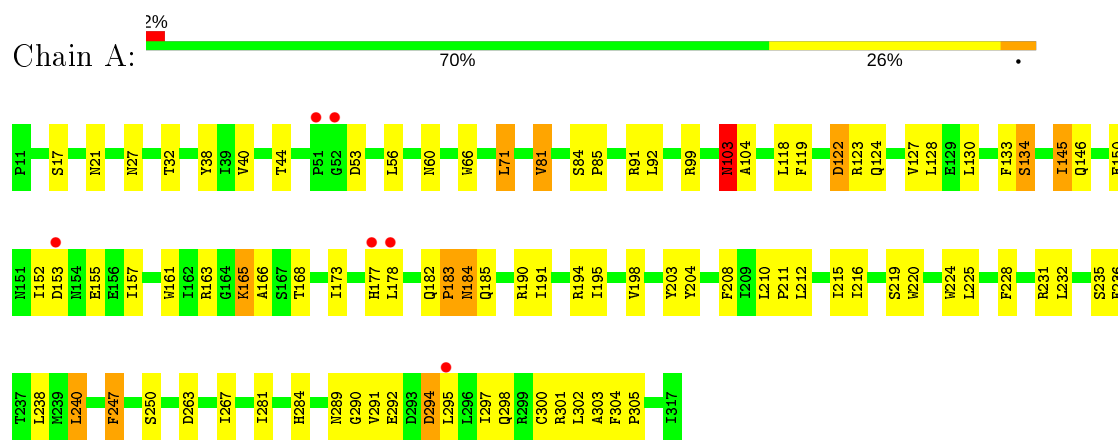 2%
Chain A:
70% 26% •
P11 S17 N21 N27 T32 Y38 I39 V40 T44 P51 G52 D53 L56 N60 W66 L71 V81 S84 P85 R91 L92 R99 N103 A104 L118 F119 D122 R123 Q124 V127 L128 E129 L130 F133 S134 I145 Q146 E150
N151 I152 D153 N154 E155 E156 I157 W161 I162 R163 G164 K165 A166 S167 T168 I173 H177 L178 Q182 P183 N184 Q185 R190 I191 R194 I195 V198 Y203 Y204 F208 I209 L210 P211 L212 I215 I216 S219 W220 W224 L225 F228 R231 L232 S235 E236
T237 L238 M239 L240 F247 S250 D263 I267 I281 H284 N289 G290 V291 E292 D293 D294 L295 L296 I297 Q298 R299 C300 R301 L302 A303 F304 P305 I317